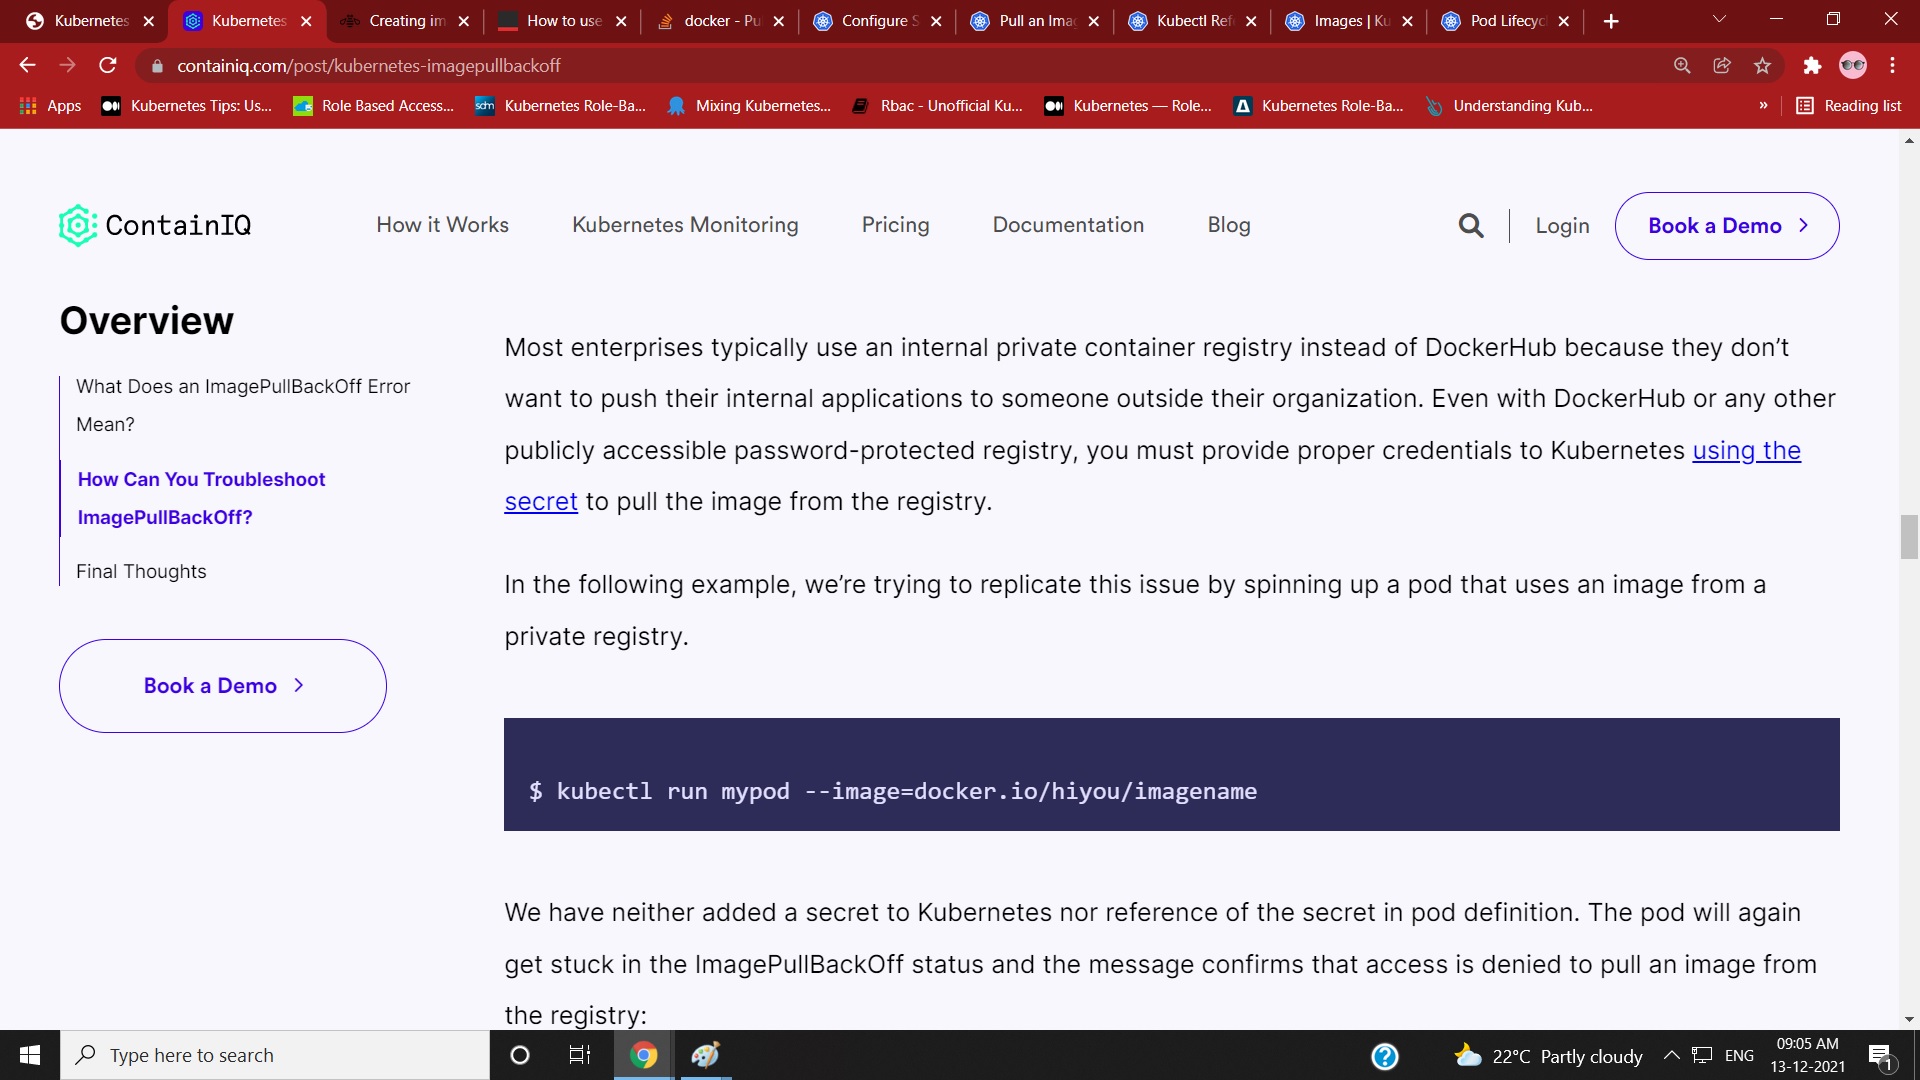 Kubernetes
Kubernetes
Creating im
How to use
docker - Pu
Configure S
Pull an Imag
Kubectl Refe
Images | Ku
Pod Lifecycl
containiq.com/post/kubernetes-imagepullbackoff
Apps
Kubernetes Tips: Us...
Role Based Access...
sdm
Kubernetes Role-Ba...
Mixing Kubernetes...
Rbac - Unofficial Ku...
Kubernetes — Role...
Kubernetes Role-Ba...
Understanding Kub...
»
Reading list
ContainIQ
How it Works
Kubernetes Monitoring
Pricing
Documentation
Blog
Login
Book a Demo
Overview
What Does an ImagePullBackOff Error
Mean?
How Can You Troubleshoot
ImagePullBackOff?
Final Thoughts
Book a Demo
Most enterprises typically use an internal private container registry instead of DockerHub because they don’t
want to push their internal applications to someone outside their organization. Even with DockerHub or any other
publicly accessible password-protected registry, you must provide proper credentials to Kubernetes using the
secret to pull the image from the registry.
In the following example, we’re trying to replicate this issue by spinning up a pod that uses an image from a
private registry.
$ kubectl run mypod --image=docker.io/hiyou/imagename
We have neither added a secret to Kubernetes nor reference of the secret in pod definition. The pod will again
get stuck in the ImagePullBackOff status and the message confirms that access is denied to pull an image from
the registry:
Type here to search
22°C Partly cloudy
ENG
09:05 AM
13-12-2021
1